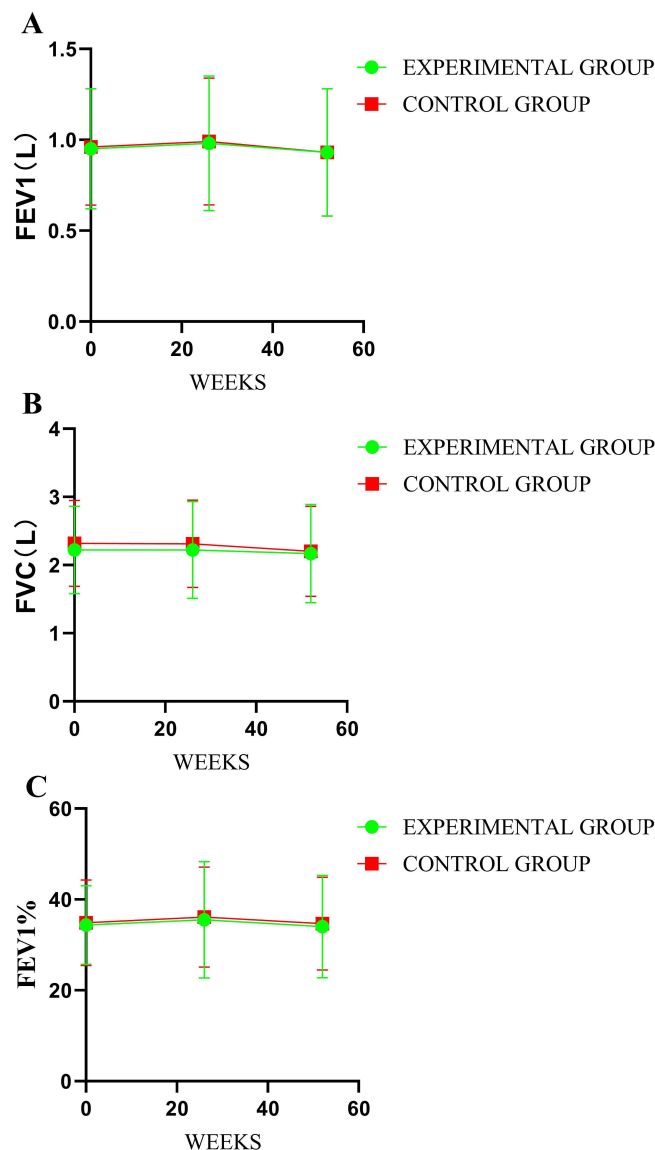 A
1.5
1.0
0.5
0.0
FEV1（L）
0 20 40 60
WEEKS
EXPERIMENTAL GROUP
CONTROL GROUP
B
4
3
2
1
0
FVC（L）
0 20 40 60
WEEKS
EXPERIMENTAL GROUP
CONTROL GROUP
C
60
40
20
0
FEV1%
0 20 40 60
WEEKS
EXPERIMENTAL GROUP
CONTROL GROUP